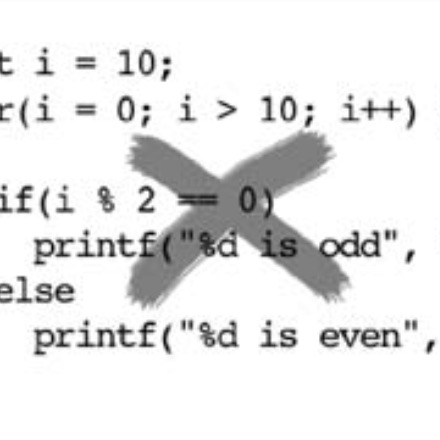 t i = 10;
r(i = 0; i > 10; i++)
if(i % 2 == 0)
printf("%d is odd",
else
printf("%d is even",